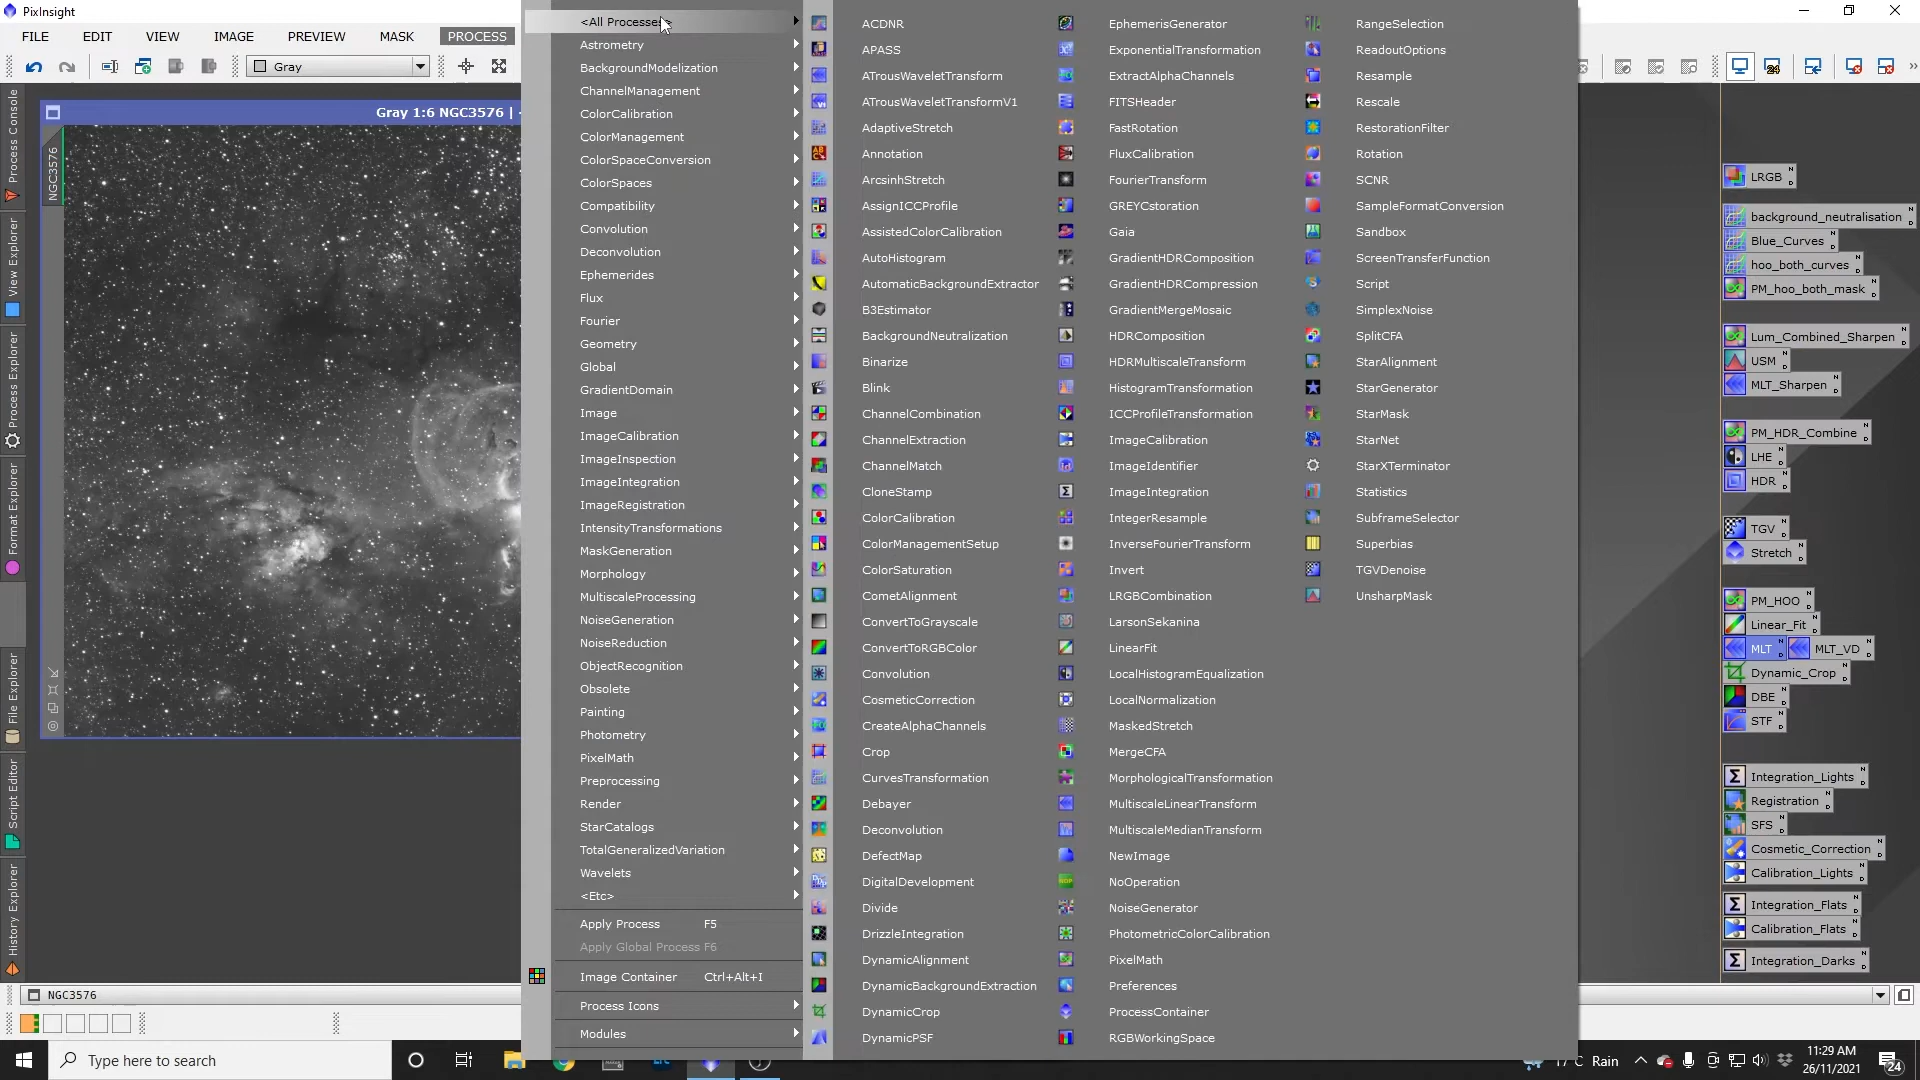 PixInsight
FILE EDIT VIEW IMAGE PREVIEW MASK PROCESS
Gray
Gray 1:6 NGC3576 |
NGC3576
Process Console
View Explorer
Process Explorer
Format Explorer
File Explorer
Script Editor
History Explorer
<All Processes>
Astrometry
BackgroundModelization
ChannelManagement
ColorCalibration
ColorManagement
ColorSpaceConversion
ColorSpaces
Compatibility
Convolution
Deconvolution
Ephemerides
Flux
Fourier
Geometry
Global
GradientDomain
Image
ImageCalibration
ImageInspection
ImageIntegration
ImageRegistration
IntensityTransformations
MaskGeneration
Morphology
MultiscaleProcessing
NoiseGeneration
NoiseReduction
ObjectRecognition
Obsolete
Painting
Photometry
PixelMath
Preprocessing
Render
StarCatalogs
TotalGeneralizedVariation
Wavelets
<Etc>
Apply Process F5
Apply Global Process F6
Image Container Ctrl+Alt+I
Process Icons
Modules
ACDNR
APASS
ATrousWaveletTransform
ATrousWaveletTransformV1
AdaptiveStretch
Annotation
ArcsinhStretch
AssignICCProfile
AssistedColorCalibration
AutoHistogram
AutomaticBackgroundExtractor
B3Estimator
BackgroundNeutralization
Binarize
Blink
ChannelCombination
ChannelExtraction
ChannelMatch
CloneStamp
ColorCalibration
ColorManagementSetup
ColorSaturation
CometAlignment
ConvertToGrayscale
ConvertToRGBColor
Convolution
CosmeticCorrection
CreateAlphaChannels
Crop
CurvesTransformation
Debayer
Deconvolution
DefectMap
DigitalDevelopment
Divide
DrizzleIntegration
DynamicAlignment
DynamicBackgroundExtraction
DynamicCrop
DynamicPSF
EphemerisGenerator
ExponentialTransformation
ExtractAlphaChannels
FITSHeader
FastRotation
FluxCalibration
FourierTransform
GREYCstoration
Gaia
GradientHDRComposition
GradientHDRCompression
GradientMergeMosaic
HDRComposition
HDRMultiscaleTransform
HistogramTransformation
ICCProfileTransformation
ImageCalibration
ImageIdentifier
ImageIntegration
IntegerResample
InverseFourierTransform
Invert
LRGBCombination
LarsonSekanina
LinearFit
LocalHistogramEqualization
LocalNormalization
MaskedStretch
MergeCFA
MorphologicalTransformation
MultiscaleLinearTransform
MultiscaleMedianTransform
NewImage
NoOperation
NoiseGenerator
PhotometricColorCalibration
PixelMath
Preferences
ProcessContainer
RGBWorkingSpace
RangeSelection
ReadoutOptions
Resample
Rescale
RestorationFilter
Rotation
SCNR
SampleFormatConversion
Sandbox
ScreenTransferFunction
Script
SimplexNoise
SplitCFA
StarAlignment
StarGenerator
StarMask
StarNet
StarXTerminator
Statistics
SubframeSelector
Superbias
TGVDenoise
UnsharpMask
LRGB
background_neutralisation
Blue_Curves
hoo_both_curves
PM_hoo_both_mask
Lum_Combined_Sharpen
USM
MLT_Sharpen
PM_HDR_Combine
LHE
HDR
TGV
Stretch
PM_HOO
Linear_Fit
MLT MLT_VD
Dynamic_Crop
DBE
STF
Integration_Lights
Registration
SFS
Cosmetic_Correction
Calibration_Lights
Integration_Flats
Calibration_Flats
Integration_Darks
NGC3576
Type here to search
17°C Rain
11:29 AM
26/11/2021
24